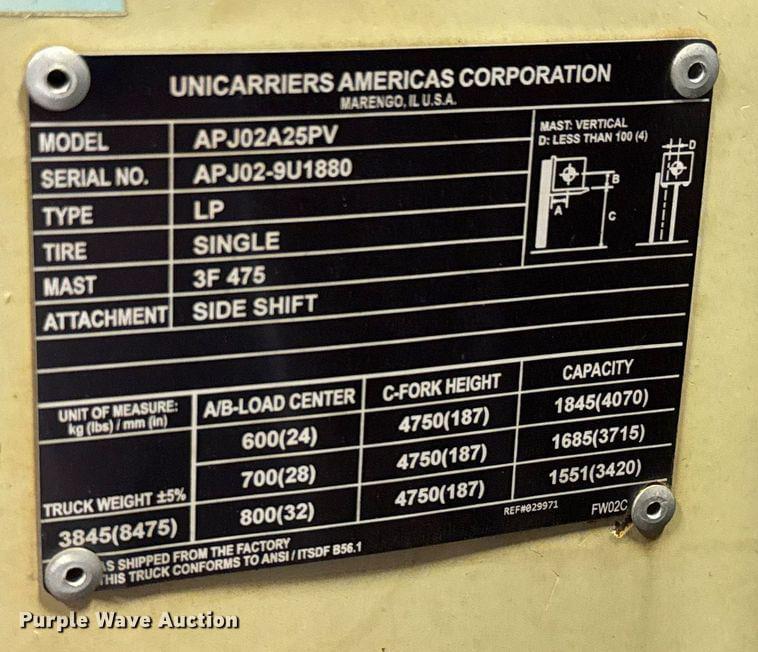 UNICARRIERS AMERICAS CORPORATION
MARENGO, IL U.S.A.
MODEL APJ02A25PV
SERIAL NO. APJ02-9U1880
TYPE LP
TIRE SINGLE
MAST 3F 475
ATTACHMENT SIDE SHIFT
MAST: VERTICAL
D: LESS THAN 100 (4)
D
B
A
C
UNIT OF MEASURE:
kg (lbs) / mm (in)
A/B-LOAD CENTER C-FORK HEIGHT CAPACITY
600(24) 4750(187) 1845(4070)
700(28) 4750(187) 1685(3715)
800(32) 4750(187) 1551(3420)
TRUCK WEIGHT ±5%
3845(8475)
REF#029971 FW02C
AS SHIPPED FROM THE FACTORY
THIS TRUCK CONFORMS TO ANSI / ITSDF B56.1
Purple Wave Auction